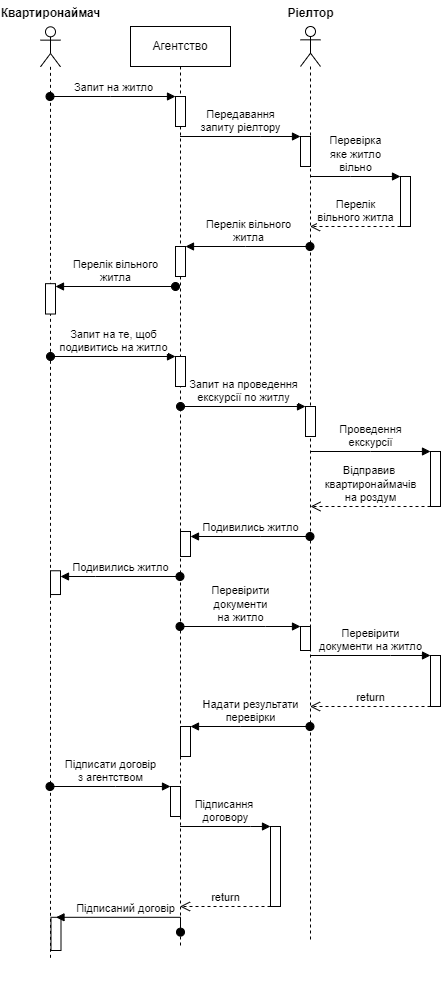 Квартиронаймач
Ріелтор
Агентство
Запит на житло
Передавання
запиту ріелтору
Перевірка
яке житло
вільно
Перелік
вільного житла
Перелік вільного
житла
Перелік вільного
житла
Запит на те, щоб
подивитись на житло
Запит на проведення
екскурсії по житлу
Проведення
екскурсії
Відправив
квартиронаймачів
на роздум
Подивились житло
Подивились житло
Перевірити
документи
на житло
Перевірити
документи на житло
return
Надати результати
перевірки
Підписати договір
з агентством
Підписання
договору
return
Підписаний договір